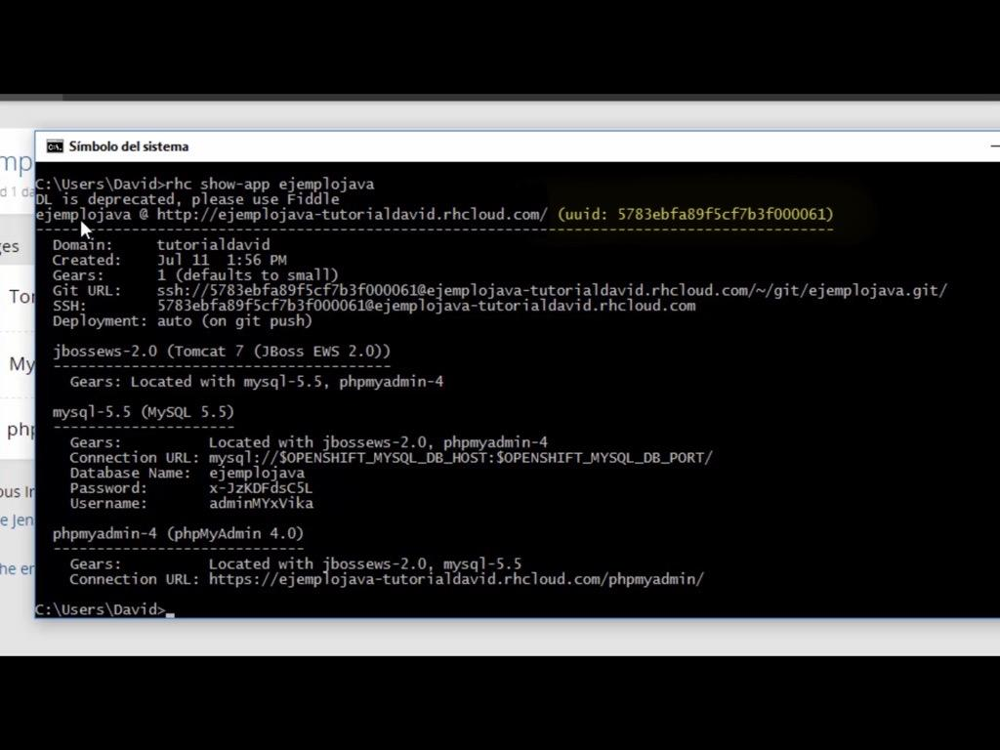 Símbolo del sistema
C:\Users\David>rhc show-app ejemplojava
DL is deprecated, please use Fiddle
ejemplojava @ http://ejemplojava-tutorialdavid.rhcloud.com/ (uuid: 5783ebfa89f5cf7b3f000061)
--------------------------------------------------------------------------------------------
Domain: tutorialdavid
Created: Jul 11 1:56 PM
Gears: 1 (defaults to small)
Git URL: ssh://5783ebfa89f5cf7b3f000061@ejemplojava-tutorialdavid.rhcloud.com/~/git/ejemplojava.git/
SSH: 5783ebfa89f5cf7b3f000061@ejemplojava-tutorialdavid.rhcloud.com
Deployment: auto (on git push)
jbossews-2.0 (Tomcat 7 (JBoss EWS 2.0))
---------------------------------------
Gears: Located with mysql-5.5, phpmyadmin-4
mysql-5.5 (MySQL 5.5)
---------------------
Gears: Located with jbossews-2.0, phpmyadmin-4
Connection URL: mysql://$OPENSHIFT_MYSQL_DB_HOST:$OPENSHIFT_MYSQL_DB_PORT/
Database Name: ejemplojava
Password: x-JzKDFdsC5L
Username: adminMYxVika
phpmyadmin-4 (phpMyAdmin 4.0)
-----------------------------
Gears: Located with jbossews-2.0, mysql-5.5
Connection URL: https://ejemplojava-tutorialdavid.rhcloud.com/phpmyadmin/
C:\Users\David>_